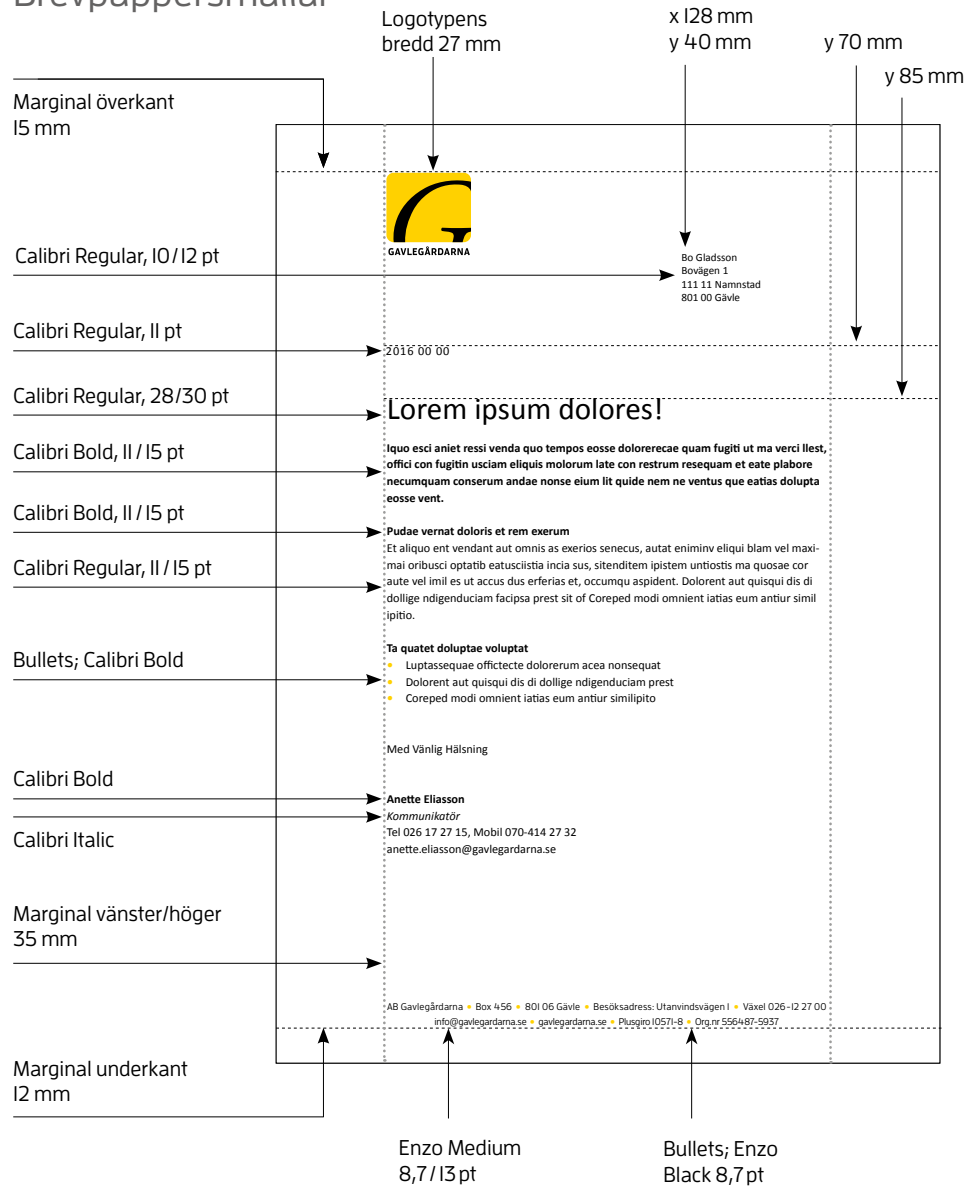 Brevpappersmallar
Logotypens
bredd 27 mm
x 128 mm
y 40 mm
y 70 mm
y 85 mm
Marginal överkant
15 mm
GAVLEGÅRDARNA
Calibri Regular, 10/12 pt
Bo Gladsson
Bovägen 1
111 11 Namnstad
801 00 Gävle
Calibri Regular, 11 pt
2016 00 00
Calibri Regular, 28/30 pt
Lorem ipsum dolores!
Calibri Bold, 11 / 15 pt
Iquo esci aniet ressi venda quo tempos eosse dolorerecae quam fugiti ut ma verci llest,
offici con fugitin usciam eliquis molorum late con restrum resequam et eate plabore
necumquam conserum andae nonse eium lit quide nem ne ventus que eatias dolupta
eosse vent.
Calibri Bold, 11 / 15 pt
Pudae vernat doloris et rem exerum
Calibri Regular, 11 / 15 pt
Et aliquo ent vendant aut omnis as exerios senecus, autat eniminv eliqui blam vel maxi-
mai oribusci optatib eatusciistia incia sus, sitenditem ipistem untiostis ma quosae cor
aute vel imil es ut accus dus erferias et, occumqu aspident. Dolorent aut quisqui dis di
dollige ndigenduciam facipsa prest sit of Coreped modi omnient iatias eum antiur simil
ipitio.
Ta quatet doluptae voluptat
Bullets; Calibri Bold
• Luptassequae offictecte dolorerum acea nonsequat
• Dolorent aut quisqui dis di dollige ndigenduciam prest
• Coreped modi omnient iatias eum antiur similipito
Med Vänlig Hälsning
Calibri Bold
Anette Eliasson
Kommunikatör
Calibri Italic
Tel 026 17 27 15, Mobil 070-414 27 32
anette.eliasson@gavlegardarna.se
Marginal vänster/höger
35 mm
AB Gavlegårdarna • Box 456 • 801 06 Gävle • Besöksadress: Utanvindsvägen 1 • Växel 026-12 27 00
info@gavlegardarna.se • gavlegardarna.se • Plusgiro 10571-8 • Org.nr 556487-5937
Marginal underkant
12 mm
Enzo Medium
8,7 / 13 pt
Bullets; Enzo
Black 8,7 pt